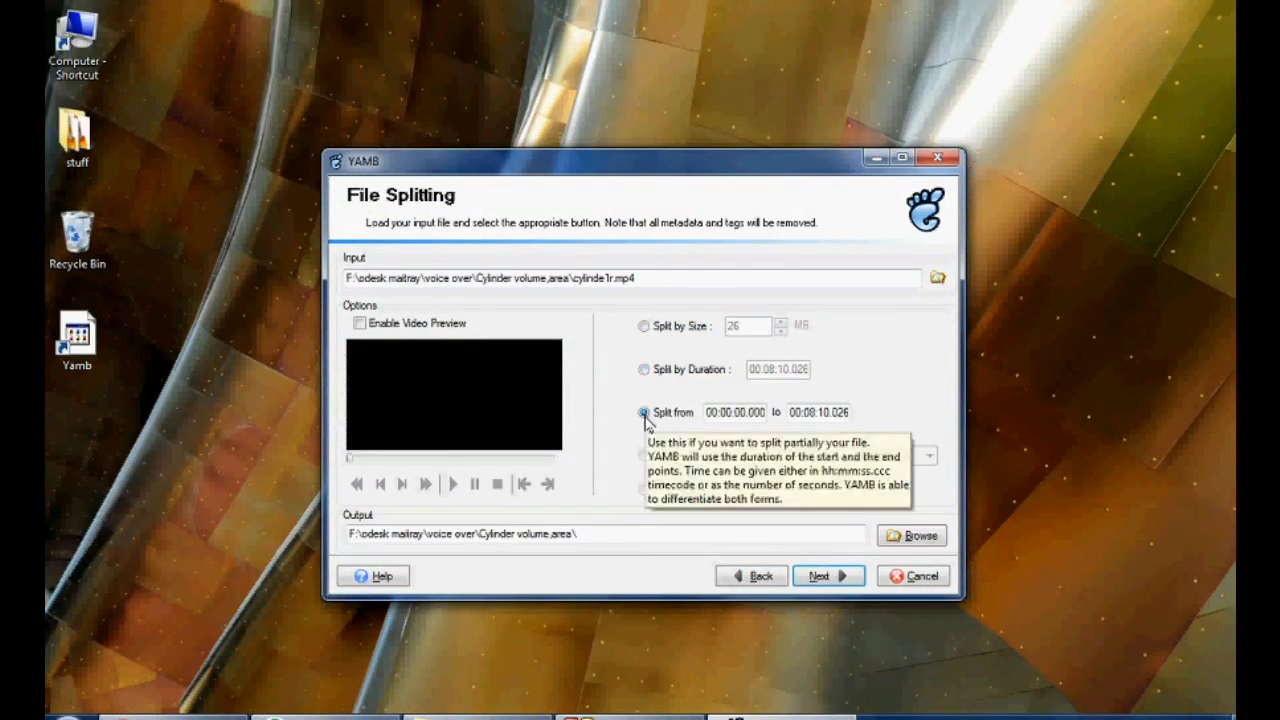 Computer -
Shortcut
stuff
Recycle Bin
Yamb
YAMB
File Splitting
Load your input file and select the appropriate button. Note that all metadata and tags will be removed.
Input
F:\odesk maitray\voice over\Cylinder volume,area\cylinde1r.mp4
Options
Enable Video Preview
Split by Size : 26 MB
Split by Duration : 00:08:10.026
Split from 00:00:00.000 to 00:08:10.026
Use this if you want to split partially your file.
YAMB will use the duration of the start and the end
points. Time can be given either in hh:mm:ss.ccc
timecode or as the number of seconds. YAMB is able
to differentiate both forms.
Output
F:\odesk maitray\voice over\Cylinder volume,area\
Browse
Help
Back
Next
Cancel